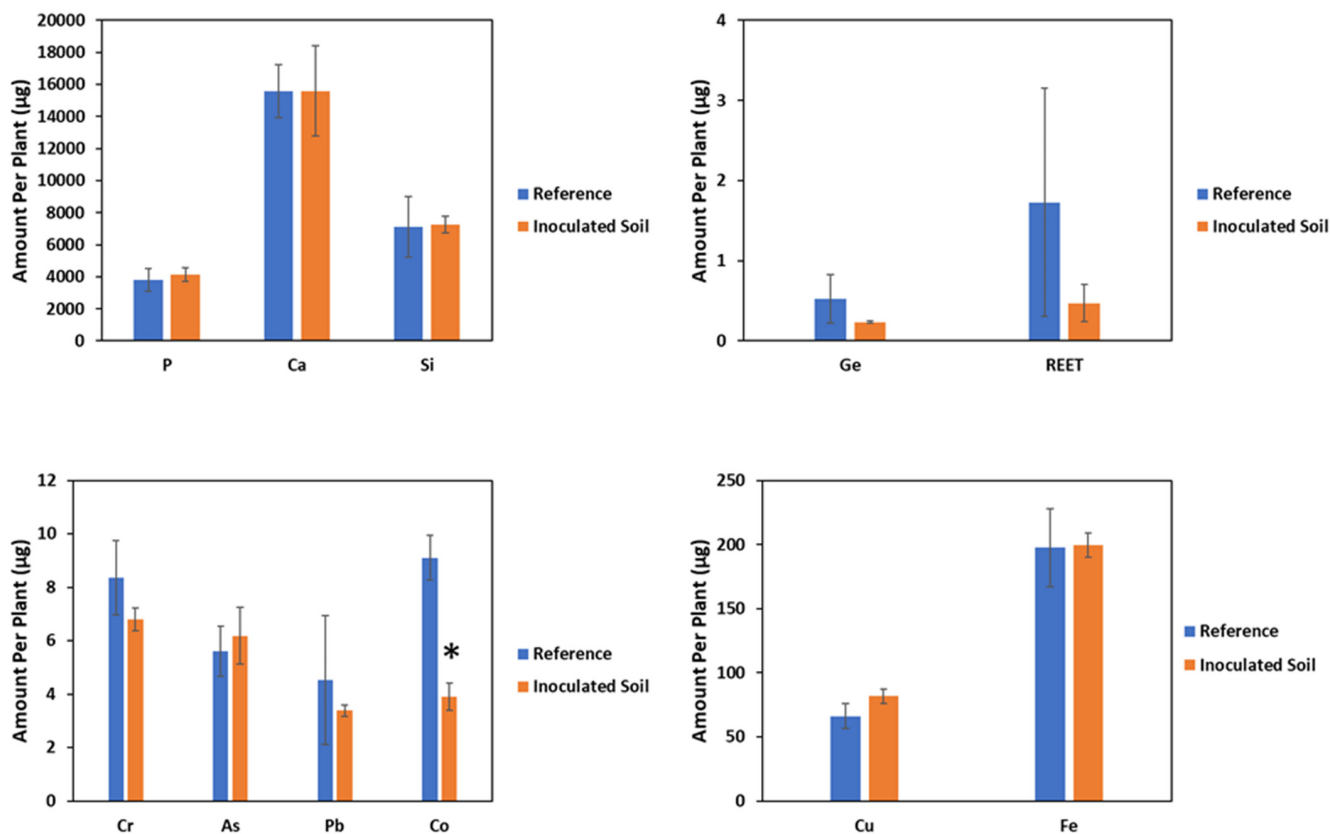 Amount Per Plant (µg)
20000
18000
16000
14000
12000
10000
8000
6000
4000
2000
0
P Ca Si
Reference
Inoculated Soil
Amount Per Plant (µg)
4
3
2
1
0
Ge REET
Reference
Inoculated Soil
Amount Per Plant (µg)
12
10
8
6
4
2
0
*
Cr As Pb Co
Reference
Inoculated Soil
Amount Per Plant (µg)
250
200
150
100
50
0
Cu Fe
Reference
Inoculated Soil